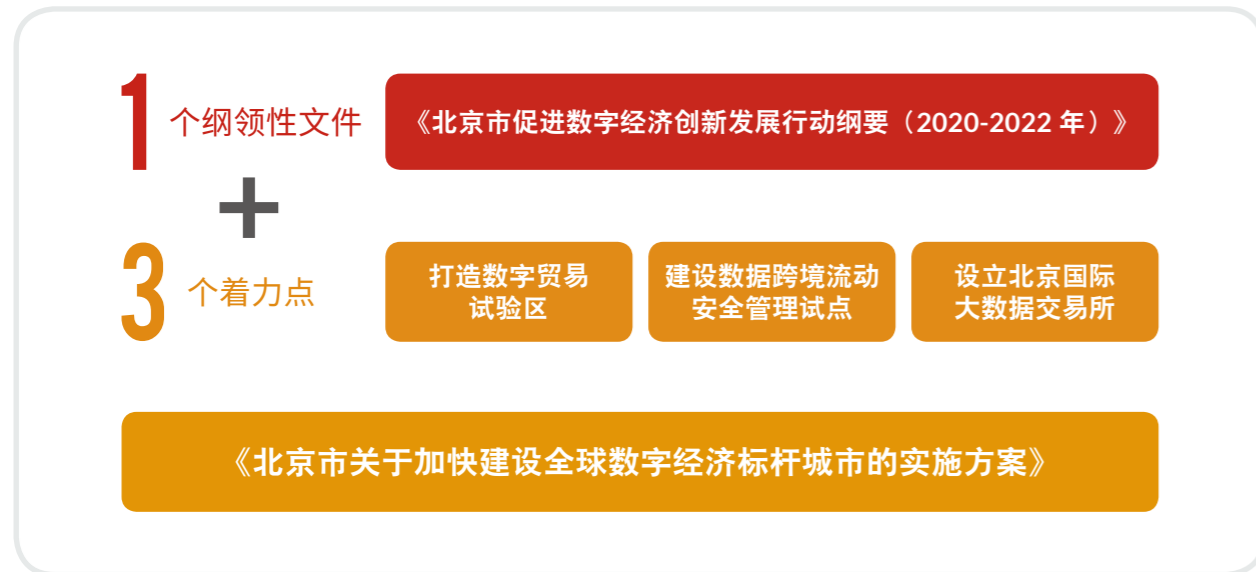 1个纲领性文件
《北京市促进数字经济创新发展行动纲要（2020-2022 年）》
+
3个着力点
打造数字贸易
试验区
建设数据跨境流动
安全管理试点
设立北京国际
大数据交易所
《北京市关于加快建设全球数字经济标杆城市的实施方案》